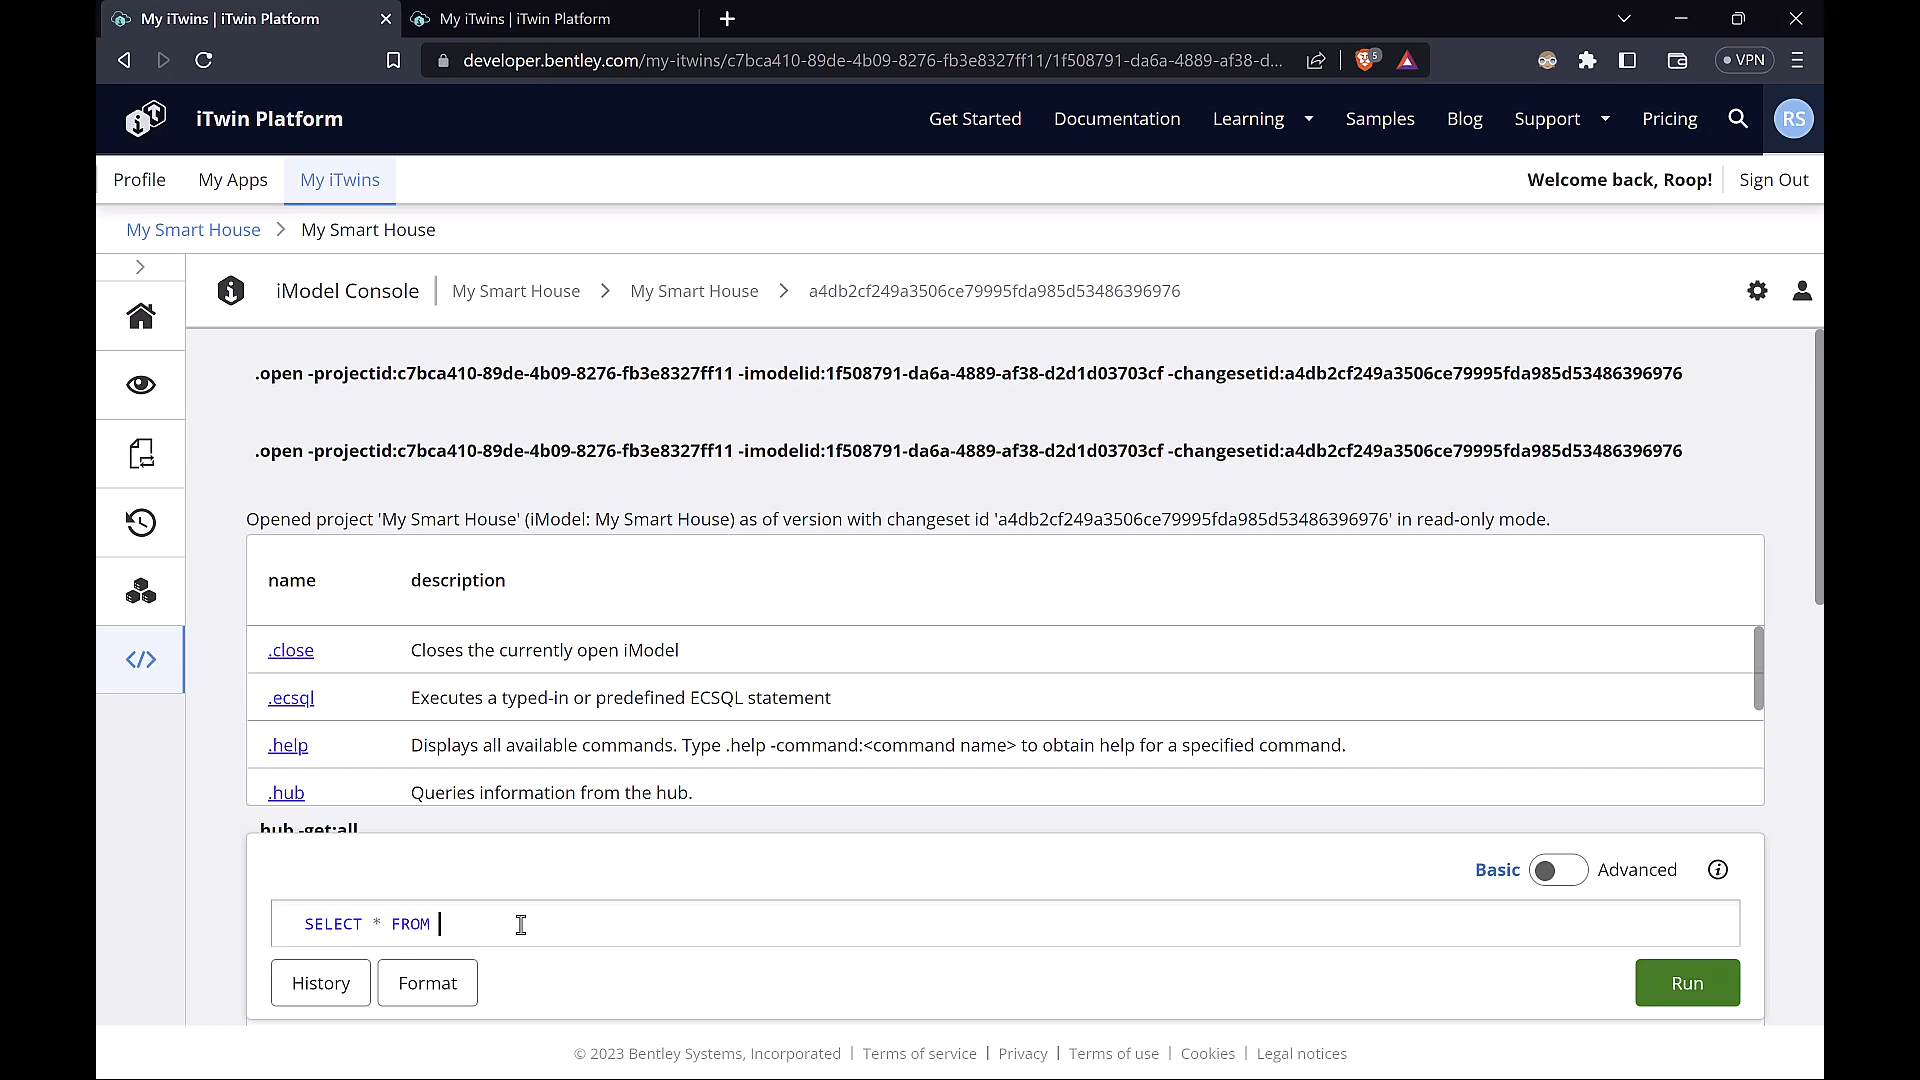 My iTwins | iTwin Platform
My iTwins | iTwin Platform
developer.bentley.com/my-itwins/c7bca410-89de-4b09-8276-fb3e8327ff11/1f508791-da6a-4889-af38-d...
5
VPN
iTwin Platform
Get Started
Documentation
Learning
Samples
Blog
Support
Pricing
RS
Profile
My Apps
My iTwins
Welcome back, Roop!
Sign Out
My Smart House > My Smart House
iModel Console
My Smart House > My Smart House > a4db2cf249a3506ce79995fda985d53486396976
.open -projectid:c7bca410-89de-4b09-8276-fb3e8327ff11 -imodelid:1f508791-da6a-4889-af38-d2d1d03703cf -changesetid:a4db2cf249a3506ce79995fda985d53486396976
.open -projectid:c7bca410-89de-4b09-8276-fb3e8327ff11 -imodelid:1f508791-da6a-4889-af38-d2d1d03703cf -changesetid:a4db2cf249a3506ce79995fda985d53486396976
Opened project 'My Smart House' (iModel: My Smart House) as of version with changeset id 'a4db2cf249a3506ce79995fda985d53486396976' in read-only mode.
name description
.close Closes the currently open iModel
.ecsql Executes a typed-in or predefined ECSQL statement
.help Displays all available commands. Type .help -command:<command name> to obtain help for a specified command.
.hub Queries information from the hub.
hub -get:all
Basic Advanced
SELECT * FROM
History
Format
Run
© 2023 Bentley Systems, Incorporated | Terms of service | Privacy | Terms of use | Cookies | Legal notices